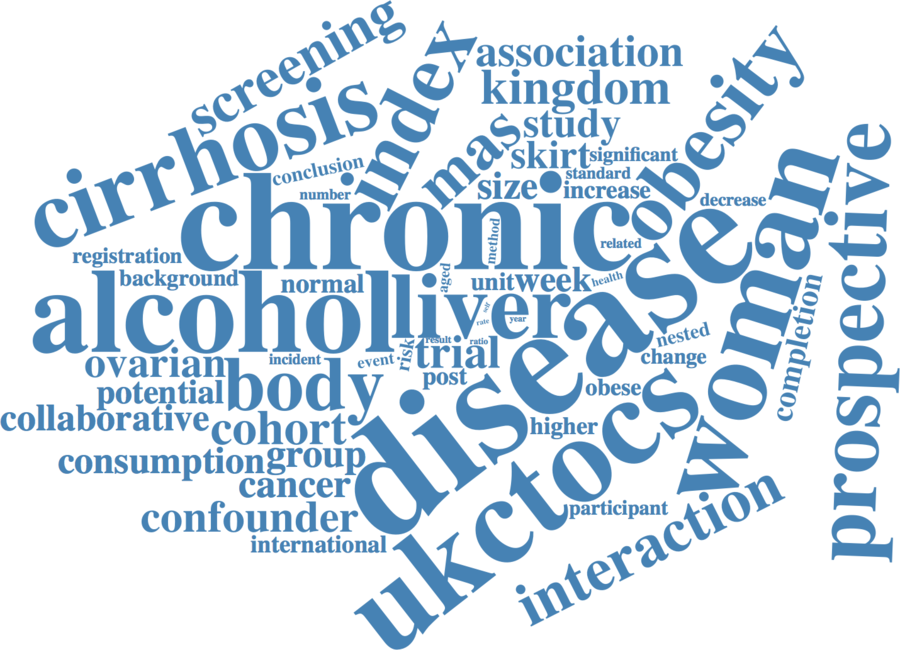 screening
cirrhosis
index
association
kingdom
mas
study
obesity
skirt
significant
conclusion
number
size
standard
increase
chronic
decrease
woman
prospective
related
method
registration
background
normal
aged
unit
week
health
alcohol
liver
self
rate
year
disease
completion
ovarian
incident
event
risk
result
ratio
trial
nested
change
potential
body
post
obese
collaborative
cohort
higher
ukctocs
consumption
group
cancer
confounder
participant
international
interaction